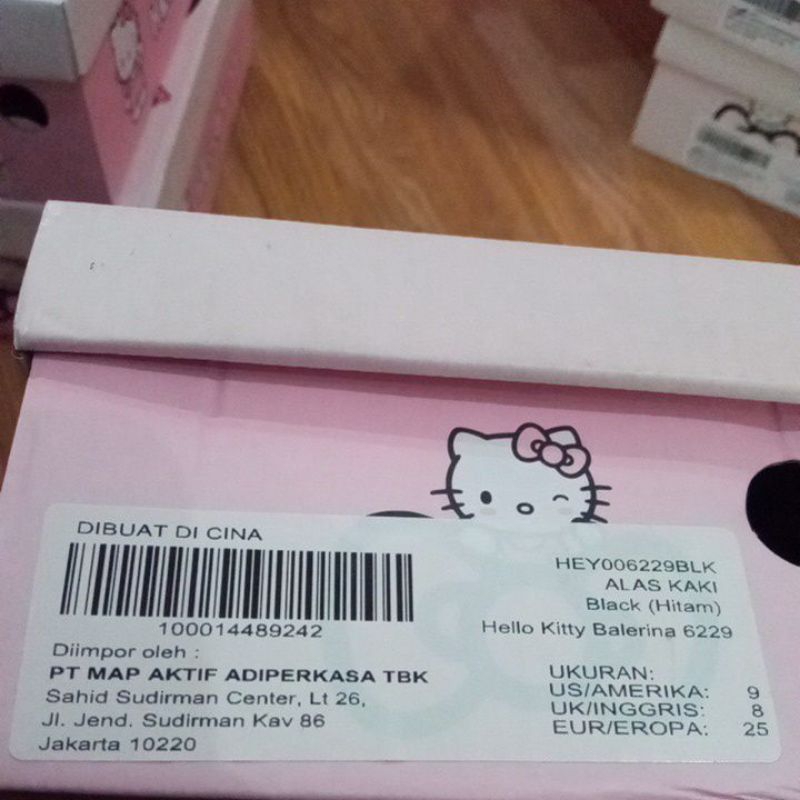 DIBUAT DI CINA
100014489242
Diimpor oleh :
PT MAP AKTIF ADIPERKASA TBK
Sahid Sudirman Center, Lt 26,
Jl. Jend. Sudirman Kav 86
Jakarta 10220
HEY006229BLK
ALAS KAKI
Black (Hitam)
Hello Kitty Balerina 6229
UKURAN:
US/AMERIKA: 9
UK/INGGRIS: 8
EUR/EROPA: 25